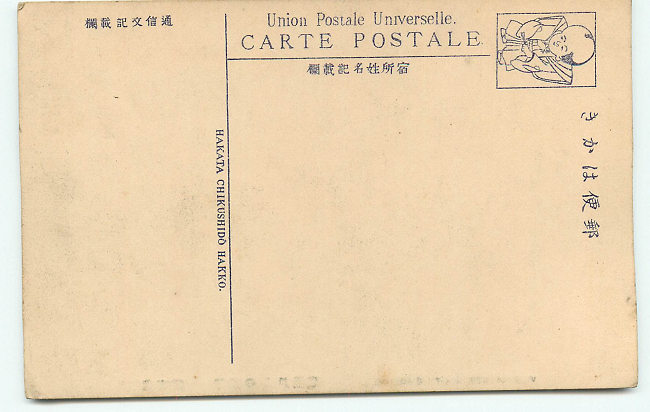 通信文記載欄
Union Postale Universelle.
CARTE POSTALE.
宿所姓名記載欄
郵便はかき
HAKATA CHIKUSHIDŌ HAKKO.